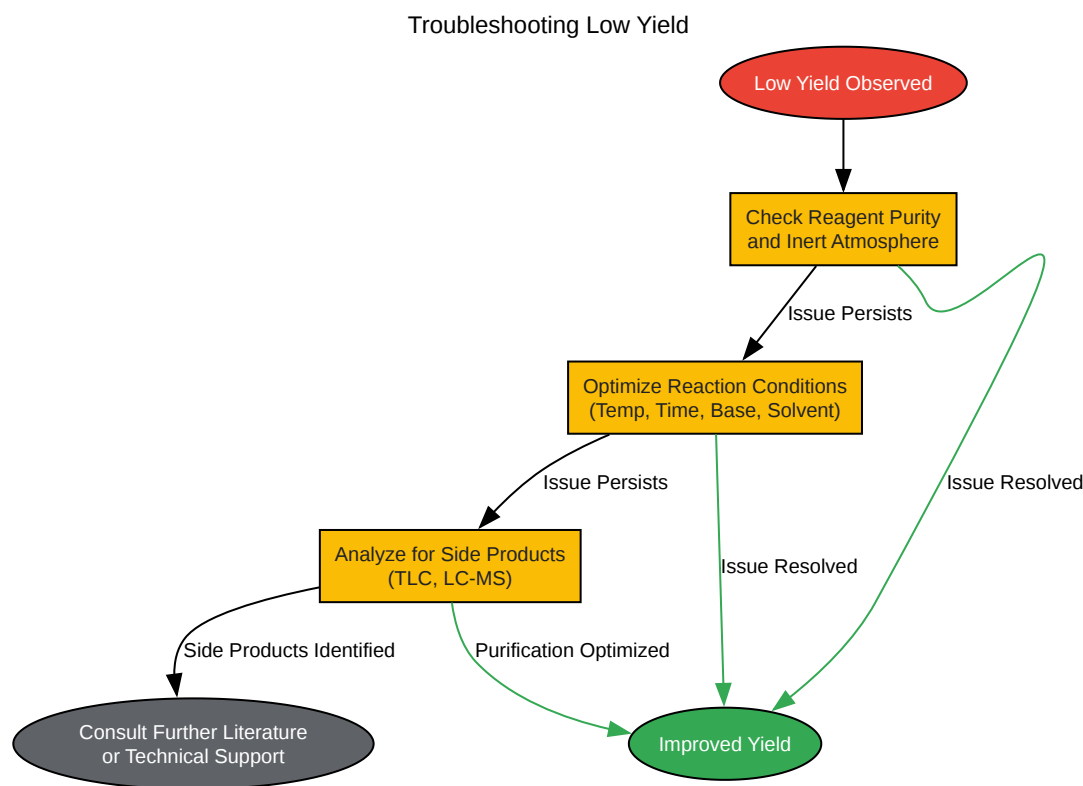 Troubleshooting Low Yield
Low Yield Observed
Check Reagent Purity
and Inert Atmosphere
Issue Persists
Optimize Reaction Conditions
(Temp, Time, Base, Solvent)
Issue Persists
Issue Resolved
Analyze for Side Products
(TLC, LC-MS)
Issue Resolved
Side Products Identified
Purification Optimized
Consult Further Literature
or Technical Support
Improved Yield